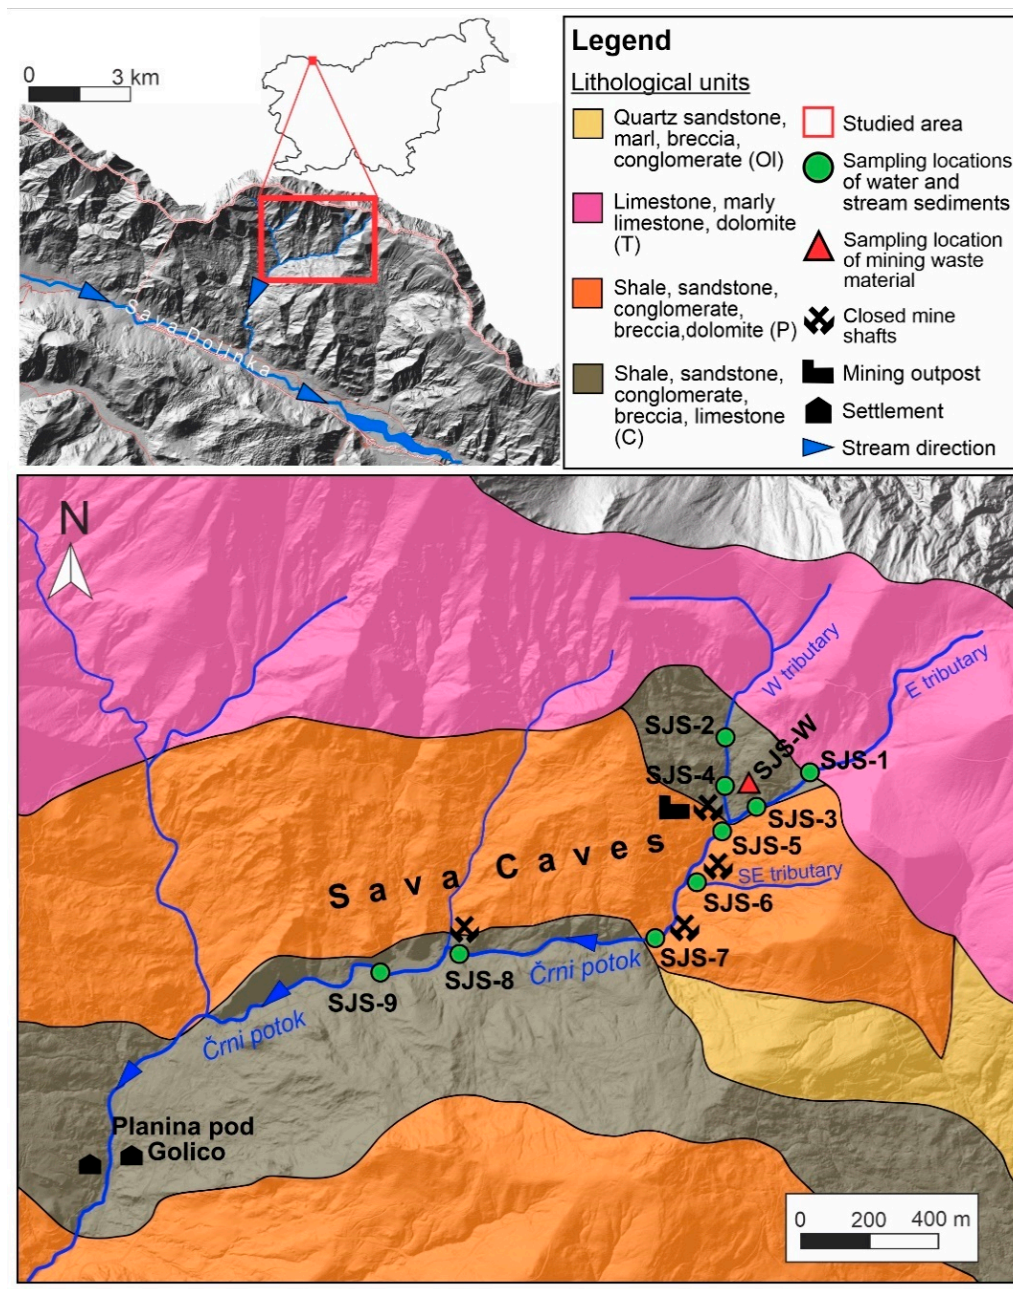 0 3 km
Sava Dolinka
Legend
Lithological units
Quartz sandstone,
marl, breccia,
conglomerate (Ol)
Limestone, marly
limestone, dolomite
(T)
Shale, sandstone,
conglomerate,
breccia,dolomite (P)
Shale, sandstone,
conglomerate,
breccia, limestone
(C)
Studied area
Sampling locations
of water and
stream sediments
Sampling location
of mining waste
material
Closed mine
shafts
Mining outpost
Settlement
Stream direction
N
W tributary
E tributary
SJS-2
SJS-W
SJS-1
SJS-4
SJS-3
SJS-5
Sava Caves
SE tributary
SJS-6
SJS-7
Črni potok
SJS-8
SJS-9
Črni potok
Planina pod
Golico
0 200 400 m